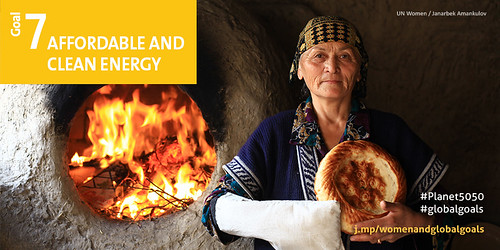 Goal
7 AFFORDABLE AND
CLEAN ENERGY
UN Women / Janarbek Amankulov
#Planet5050
#globalgoals
j.mp/womenandglobalgoals